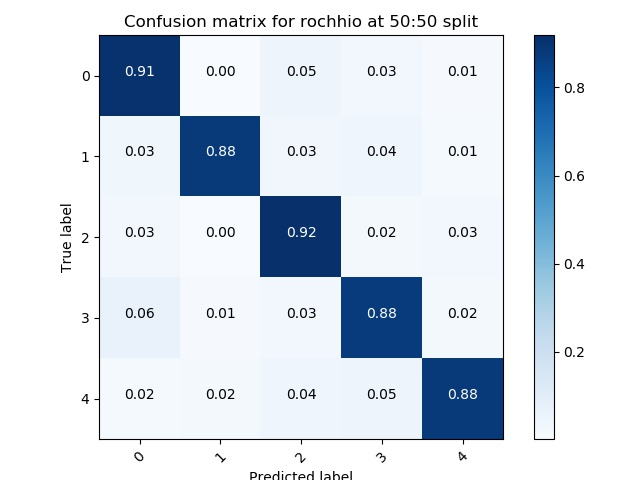 Confusion matrix for rochhio at 50:50 split
0 0.91 0.00 0.05 0.03 0.01
1 0.03 0.88 0.03 0.04 0.01
2 0.03 0.00 0.92 0.02 0.03
3 0.06 0.01 0.03 0.88 0.02
4 0.02 0.02 0.04 0.05 0.88
0 1 2 3 4
True label
Predicted label
0.8
0.6
0.4
0.2